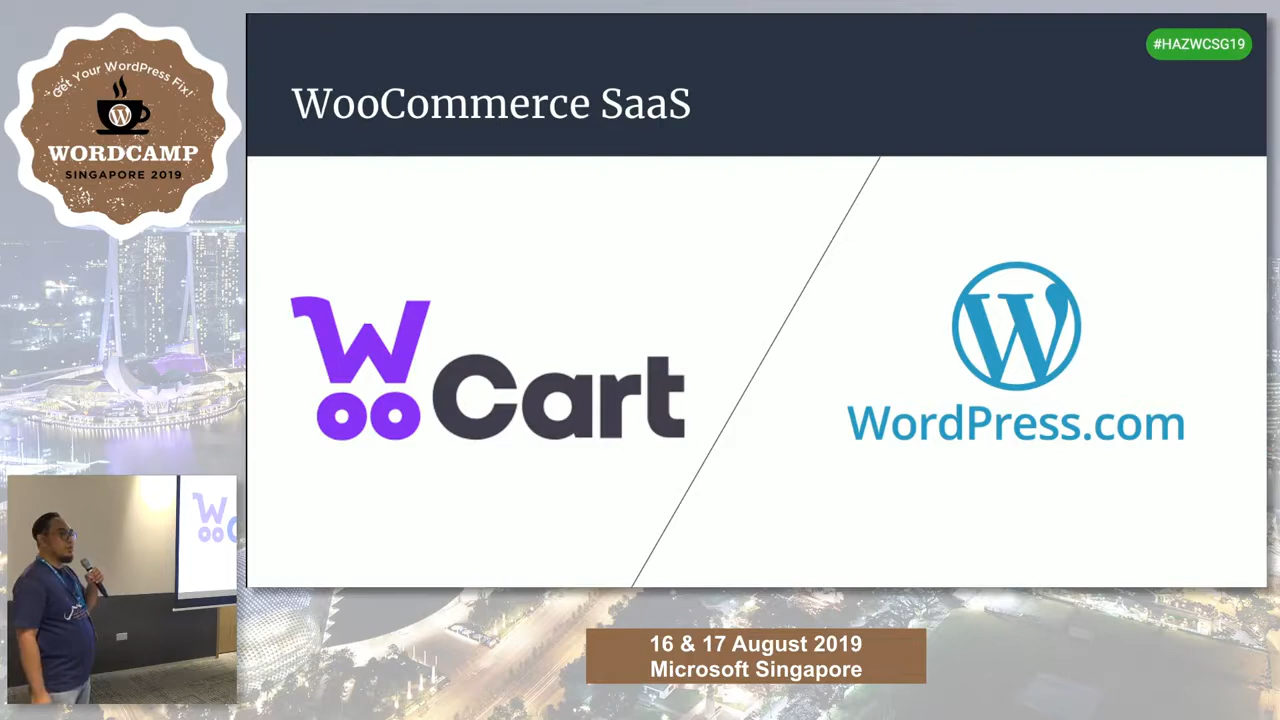 Get Your WordPress Fix!
WORDCAMP
SINGAPORE 2019
#HAZWCSG19
WooCommerce SaaS
Woo Cart
WordPress.com
16 & 17 August 2019
Microsoft Singapore